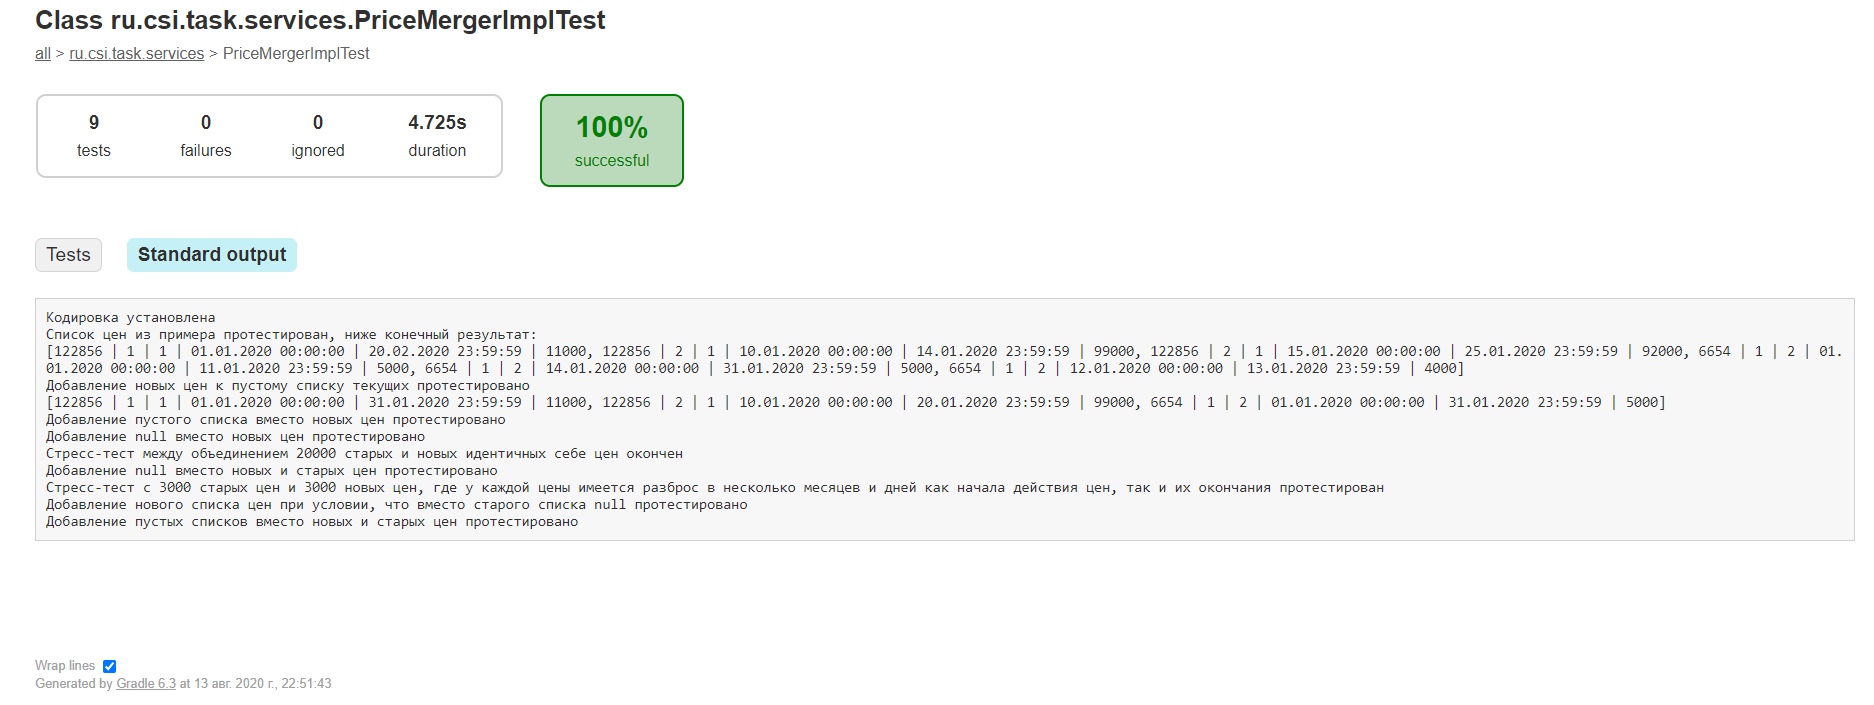 Class ru.csi.task.services.PriceMergerImplTest
all > ru.csi.task.services > PriceMergerImplTest
9 0 0 4.725s
tests failures ignored duration
100%
successful
Tests Standard output
Кодировка установлена
Список цен из примера протестирован, ниже конечный результат:
[122856 | 1 | 1 | 01.01.2020 00:00:00 | 20.02.2020 23:59:59 | 11000, 122856 | 2 | 1 | 10.01.2020 00:00:00 | 14.01.2020 23:59:59 | 99000, 122856 | 2 | 1 | 15.01.2020 00:00:00 | 25.01.2020 23:59:59 | 92000, 6654 | 1 | 2 | 01.
01.2020 00:00:00 | 11.01.2020 23:59:59 | 5000, 6654 | 1 | 2 | 14.01.2020 00:00:00 | 31.01.2020 23:59:59 | 5000, 6654 | 1 | 2 | 12.01.2020 00:00:00 | 13.01.2020 23:59:59 | 4000]
Добавление новых цен к пустому списку текущих протестировано
[122856 | 1 | 1 | 01.01.2020 00:00:00 | 31.01.2020 23:59:59 | 11000, 122856 | 2 | 1 | 10.01.2020 00:00:00 | 20.01.2020 23:59:59 | 99000, 6654 | 1 | 2 | 01.01.2020 00:00:00 | 31.01.2020 23:59:59 | 5000]
Добавление пустого списка вместо новых цен протестировано
Добавление null вместо новых цен протестировано
Стресс-тест между объединением 20000 старых и новых идентичных себе цен окончен
Добавление null вместо новых и старых цен протестировано
Стресс-тест с 3000 старых цен и 3000 новых цен, где у каждой цены имеется разброс в несколько месяцев и дней как начала действия цен, так и их окончания протестирован
Добавление нового списка цен при условии, что вместо старого списка null протестировано
Добавление пустых списков вместо новых и старых цен протестировано
Wrap lines
Generated by Gradle 6.3 at 13 авг. 2020 г., 22:51:43